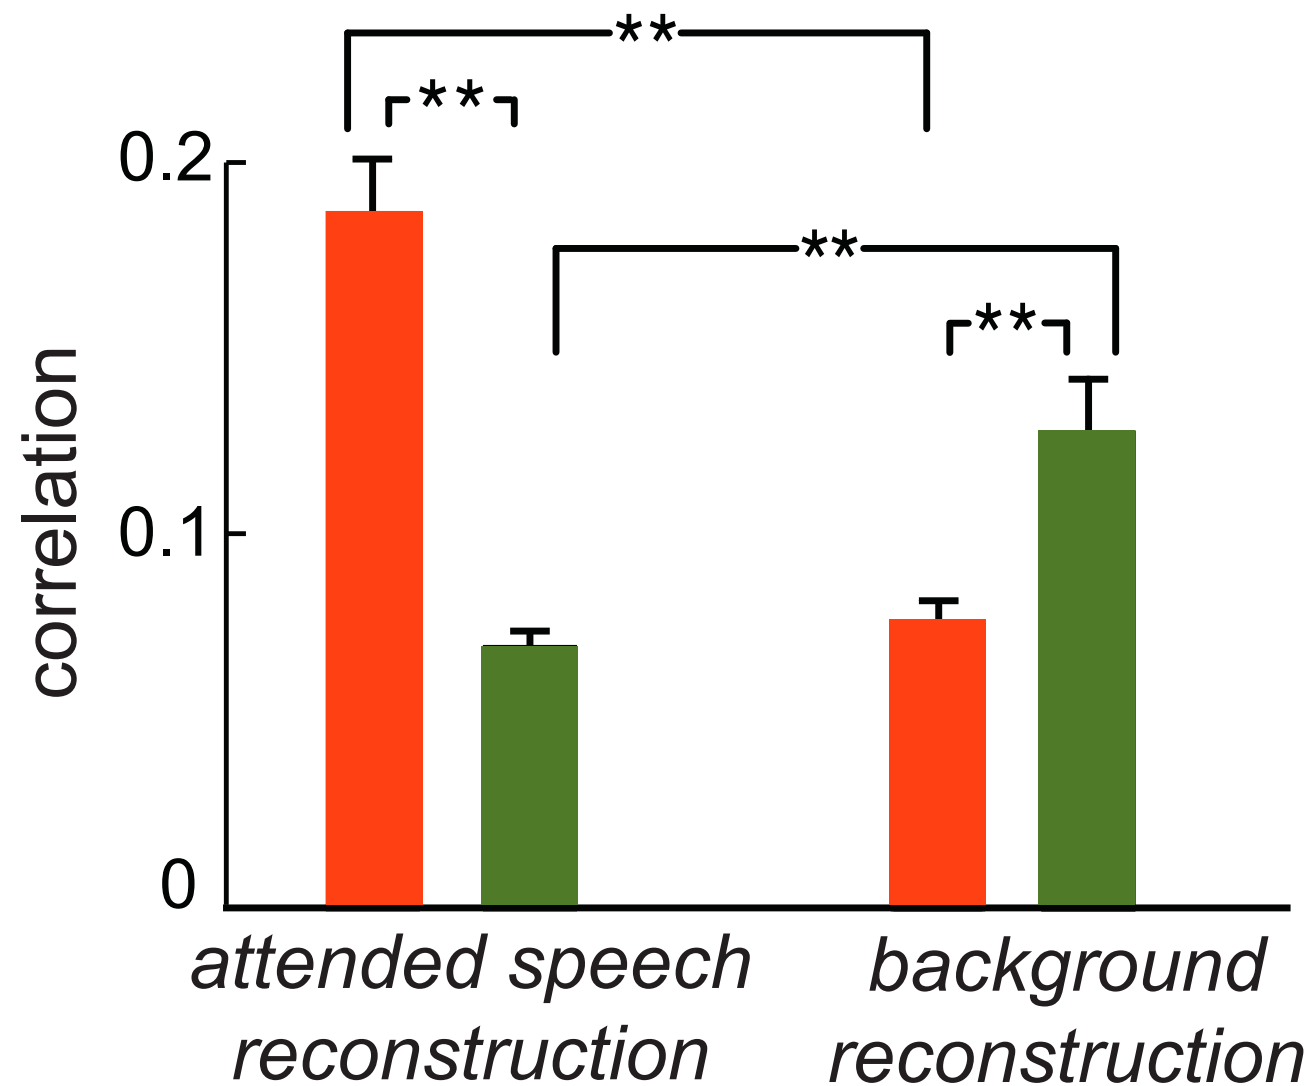 **
**
0.2
**
**
correlation
0.1
0
attended speech
reconstruction
background
reconstruction